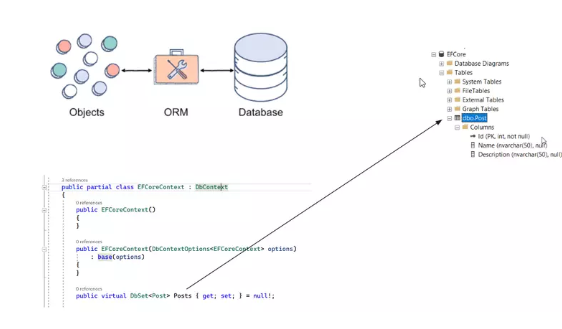 Objects
ORM
Database
EFCore
Database Diagrams
Tables
System Tables
FileTables
External Tables
Graph Tables
dbo.Post
Columns
Id (PK, int, not null)
Name (nvarchar(50), null)
Description (nvarchar(50), null)
public partial class EFCoreContext : DbContext
{
0 references
public EFCoreContext()
{
}
0 references
public EFCoreContext(DbContextOptions<EFCoreContext> options)
: base(options)
{
}
0 references
public virtual DbSet<Post> Posts { get; set; } = null!;